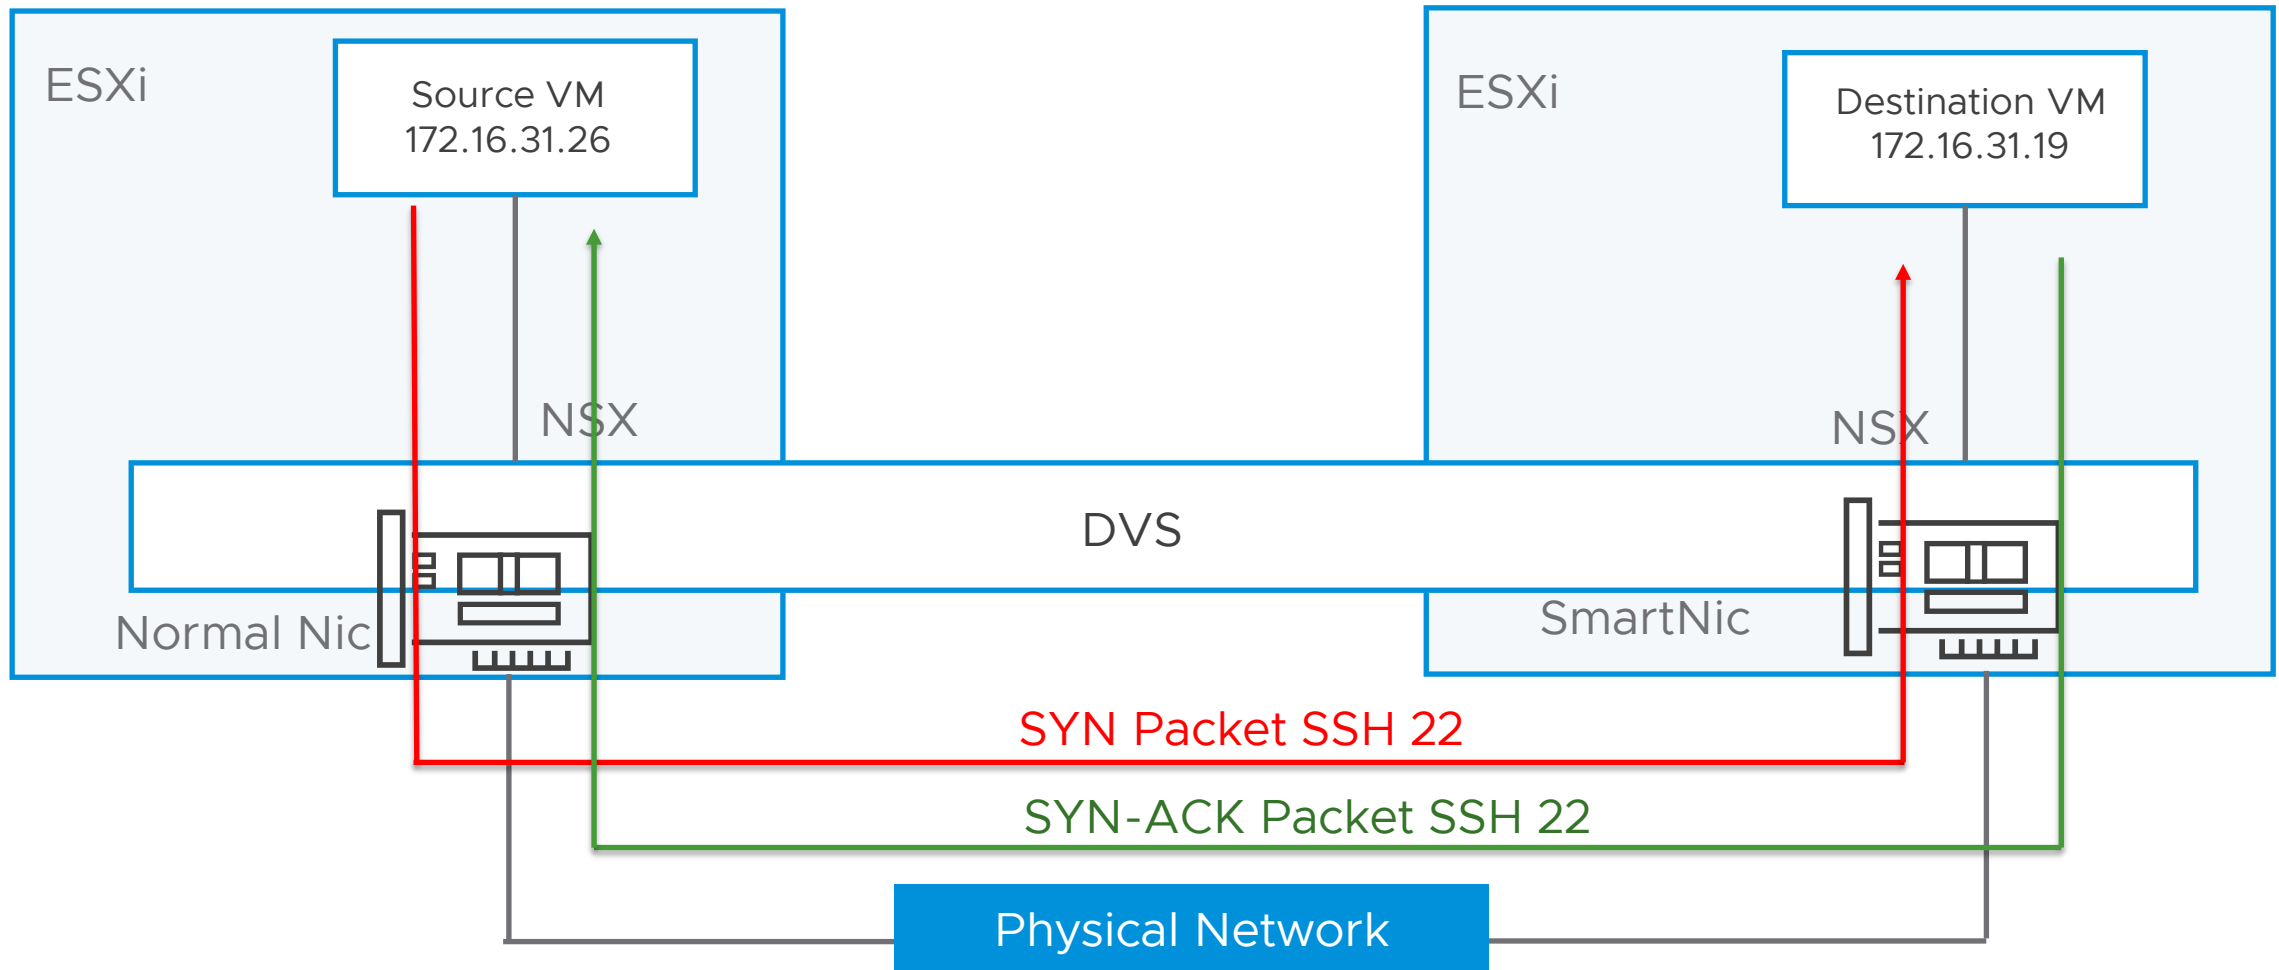 ESXi
Source VM
172.16.31.26
ESXi
Destination VM
172.16.31.19
NSX
NSX
DVS
Normal Nic
SmartNic
SYN Packet SSH 22
SYN-ACK Packet SSH 22
Physical Network